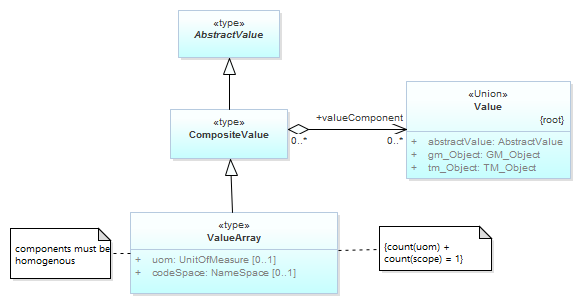 «type»
AbstractValue
«type»
CompositeValue
+valueComponent
0..*
0..*
«Union»
Value
{root}
+ abstractValue: AbstractValue
+ gm_Object: GM_Object
+ tm_Object: TM_Object
«type»
ValueArray
+ uom: UnitOfMeasure [0..1]
+ codeSpace: NameSpace [0..1]
components must be
homogenous
{count(uom) +
count(scope) = 1}